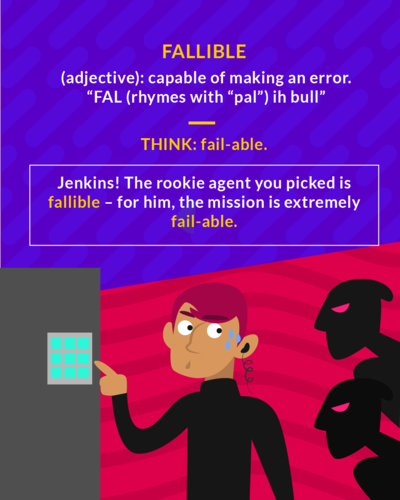 FALLIBLE
(adjective): capable of making an error.
“FAL (rhymes with “pal”) ih bull”
THINK: fail-able.
Jenkins! The rookie agent you picked is
fallible – for him, the mission is extremely
fail-able.